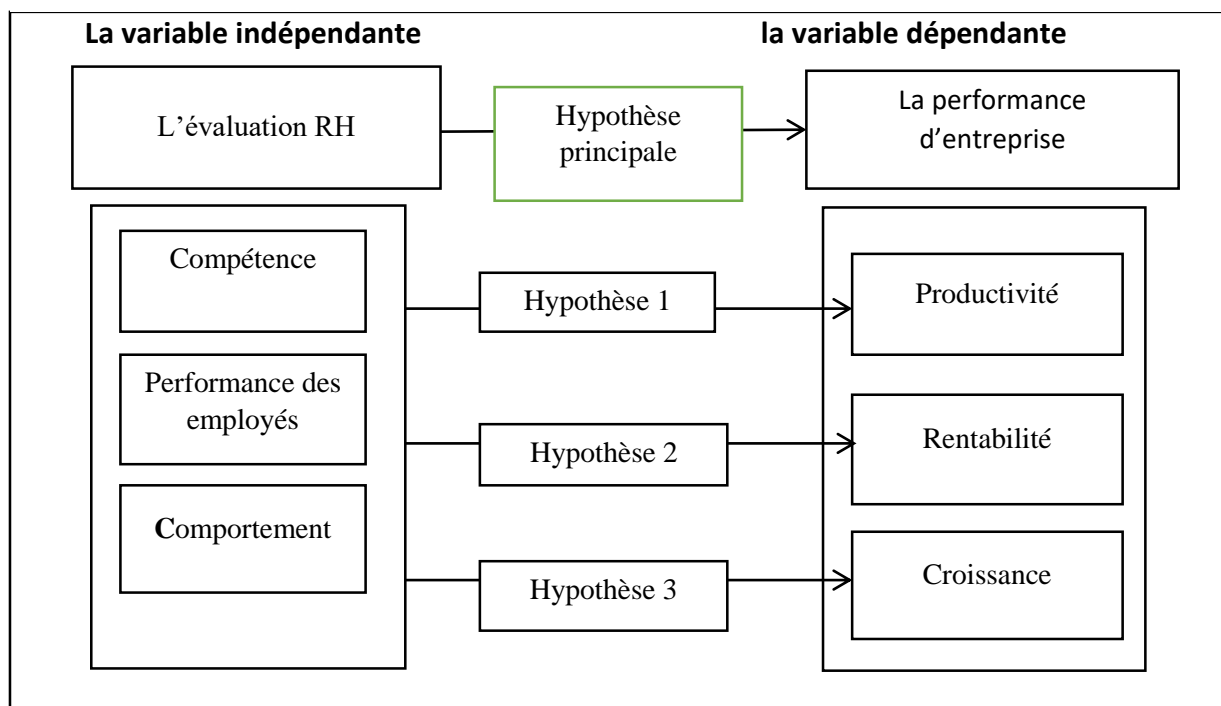 La variable indépendante
la variable dépendante
L’évaluation RH
Hypothèse
principale
La performance
d’entreprise
Compétence
Hypothèse 1
Productivité
Performance des
employés
Hypothèse 2
Rentabilité
Comportement
Hypothèse 3
Croissance